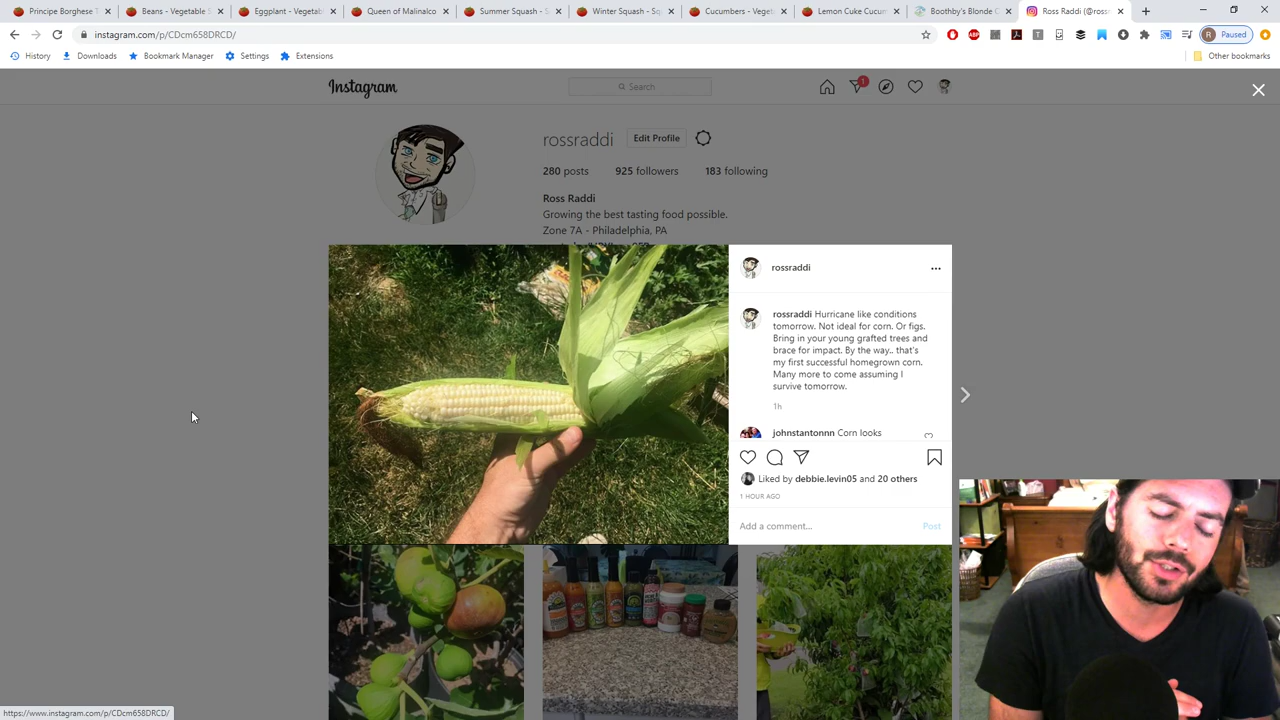 Principe Borghese T
Beans - Vegetable S
Eggplant - Vegetab
Queen of Malinalco
Summer Squash - S
Winter Squash - Sq
Cucumbers - Veget
Lemon Cuke Cucum
Boothby's Blonde C
Ross Raddi (@ross
instagram.com/p/CDcm658DRCD/
ABP
R Paused
History
Downloads
Bookmark Manager
Settings
Extensions
Other bookmarks
Instagram
Search
1
rossraddi
Edit Profile
280 posts
925 followers
183 following
Ross Raddi
Growing the best tasting food possible.
Zone 7A - Philadelphia, PA
rossraddi
rossraddi Hurricane like conditions
tomorrow. Not ideal for corn. Or figs.
Bring in your young grafted trees and
brace for impact. By the way.. that's
my first successful homegrown corn.
Many more to come assuming I
survive tomorrow.
1h
johnstantonnn Corn looks
Liked by debbie.levin05 and 20 others
1 HOUR AGO
Add a comment...
Post
https://www.instagram.com/p/CDcm658DRCD/